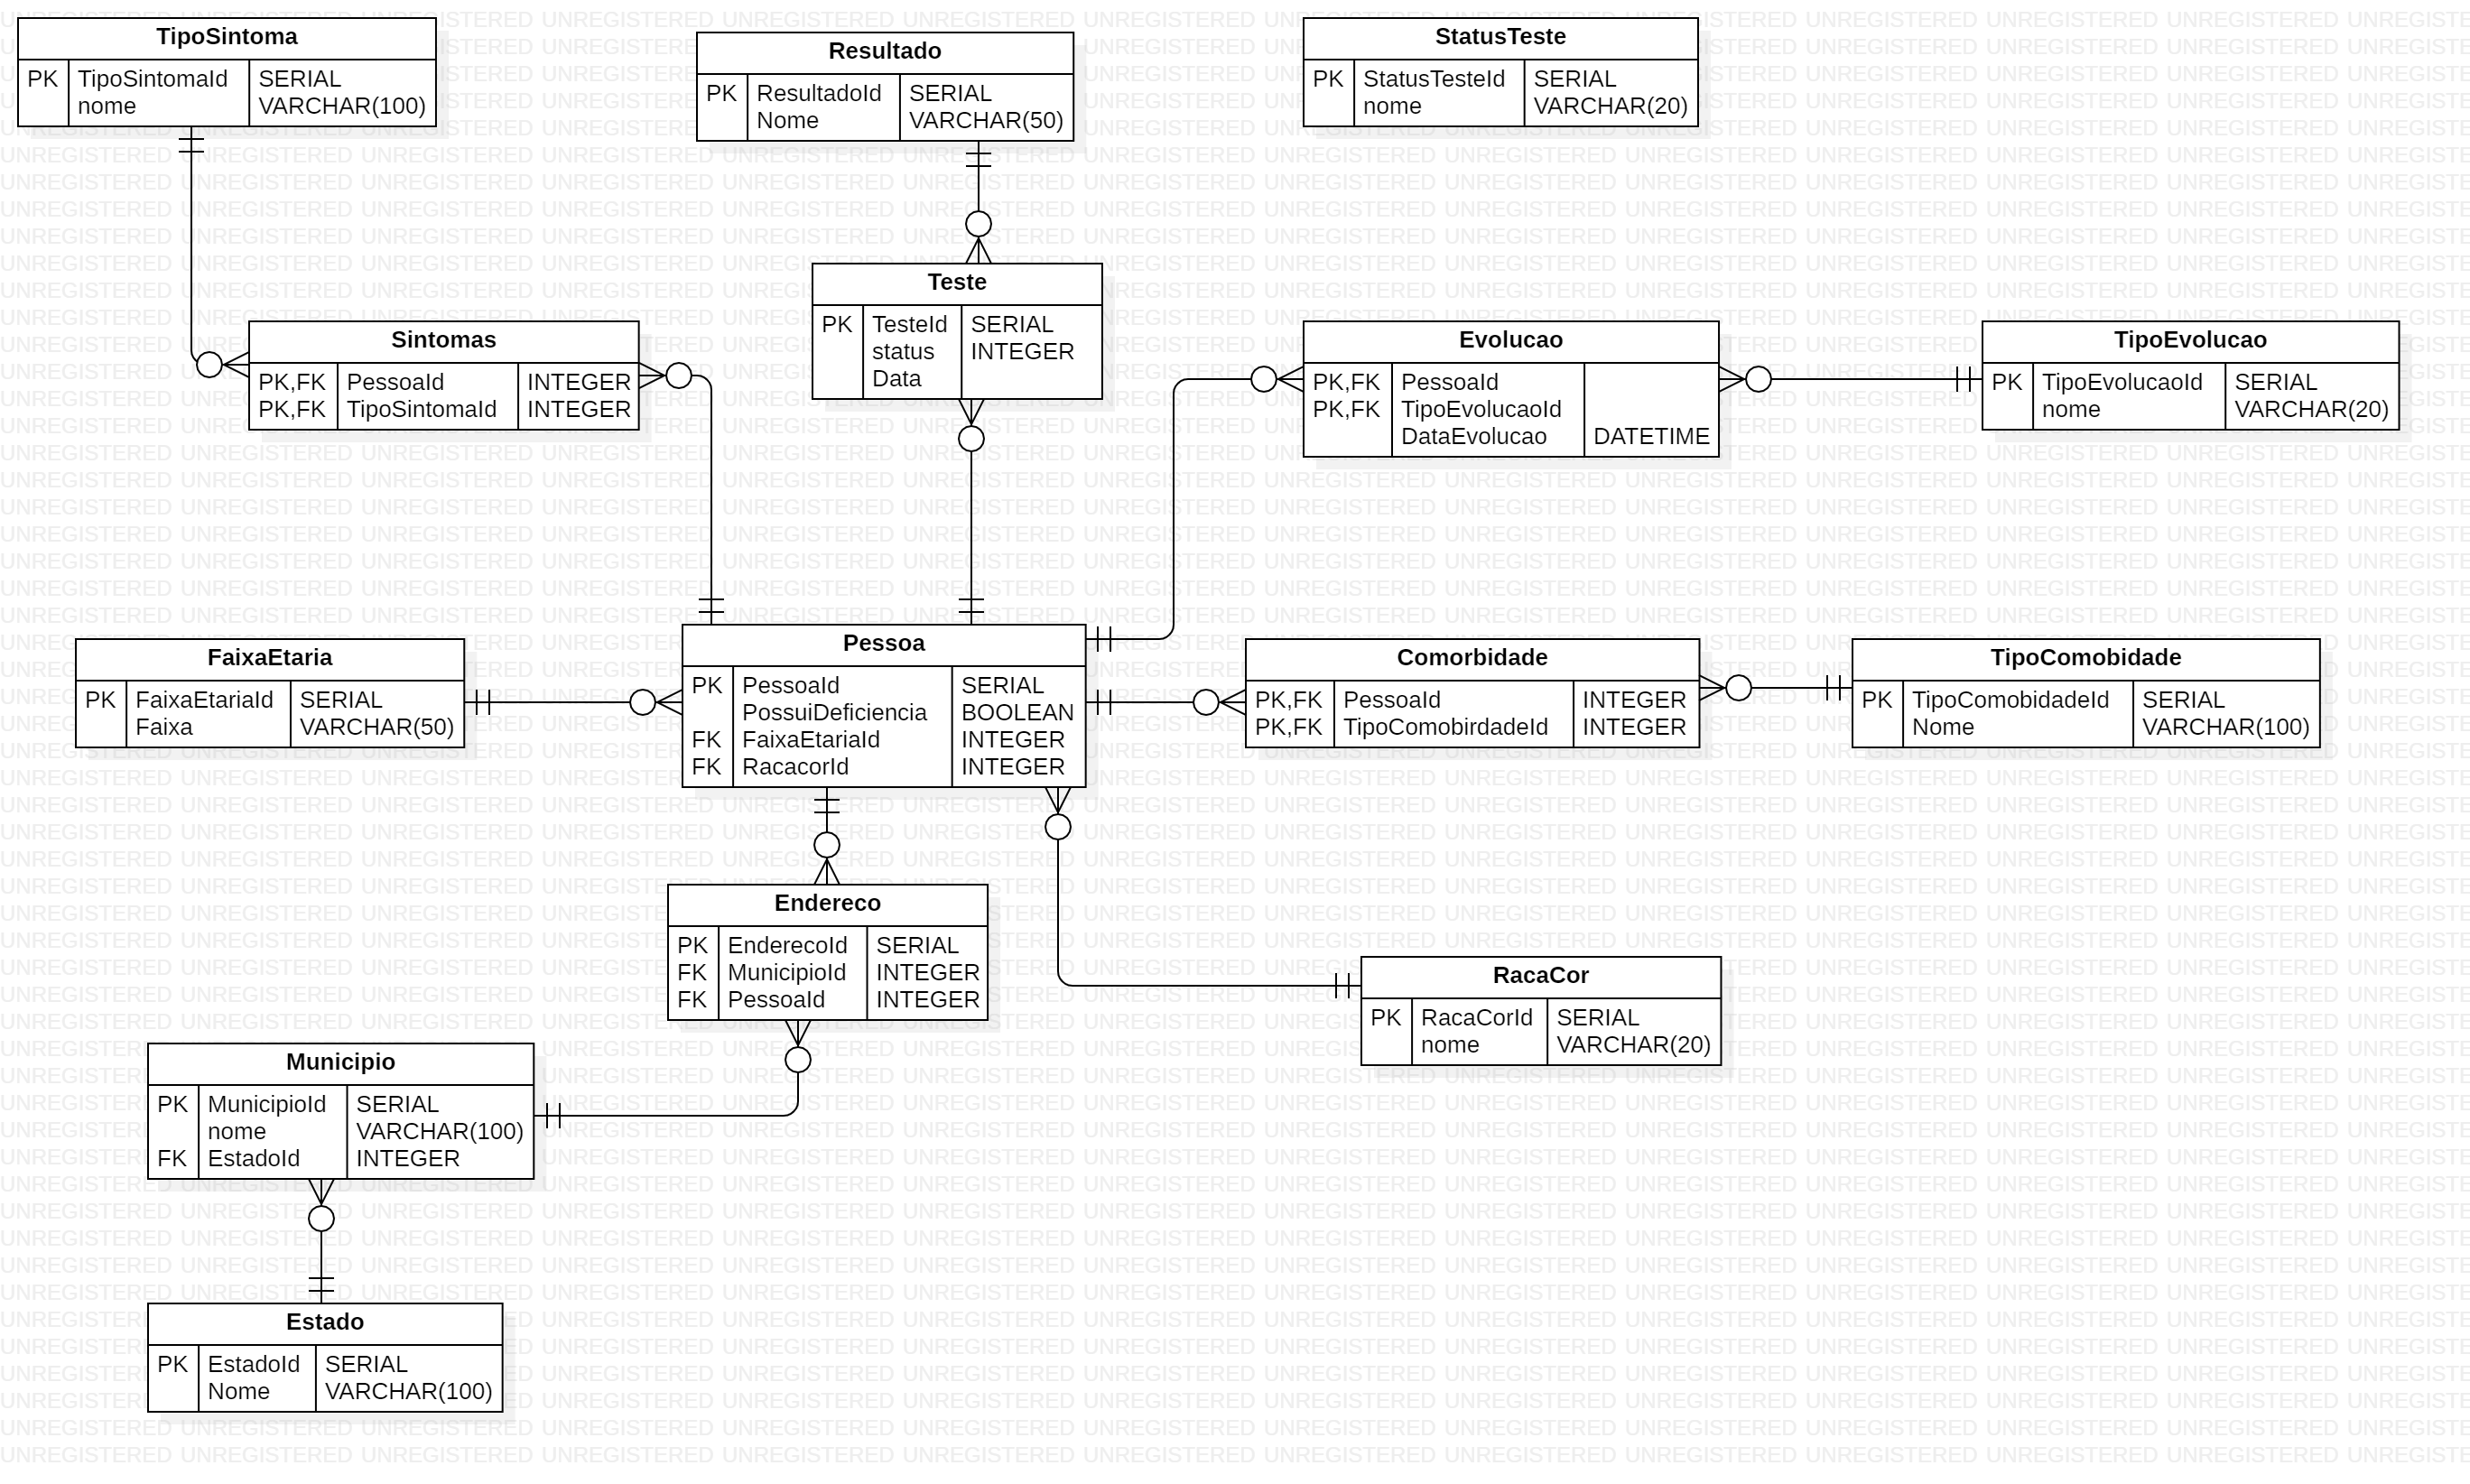 TipoSintoma
PK TipoSintomaId SERIAL
nome VARCHAR(100)
Resultado
PK ResultadoId SERIAL
Nome VARCHAR(50)
StatusTeste
PK StatusTesteId SERIAL
nome VARCHAR(20)
Teste
PK TesteId SERIAL
status INTEGER
Data
Sintomas
PK,FK PessoaId INTEGER
PK,FK TipoSintomaId INTEGER
Evolucao
PK,FK PessoaId
PK,FK TipoEvolucaoId
DataEvolucao DATETIME
TipoEvolucao
PK TipoEvolucaoId SERIAL
nome VARCHAR(20)
FaixaEtaria
PK FaixaEtariaId SERIAL
Faixa VARCHAR(50)
Pessoa
PK PessoaId SERIAL
PossuiDeficiencia BOOLEAN
FK FaixaEtariaId INTEGER
FK RacacorId INTEGER
Comorbidade
PK,FK PessoaId INTEGER
PK,FK TipoComobirdadeId INTEGER
TipoComobidade
PK TipoComobidadeId SERIAL
Nome VARCHAR(100)
Endereco
PK EnderecoId SERIAL
FK MunicipioId INTEGER
FK PessoaId INTEGER
RacaCor
PK RacaCorId SERIAL
nome VARCHAR(20)
Municipio
PK MunicipioId SERIAL
nome VARCHAR(100)
FK EstadoId INTEGER
Estado
PK EstadoId SERIAL
Nome VARCHAR(100)
UNREGISTERED